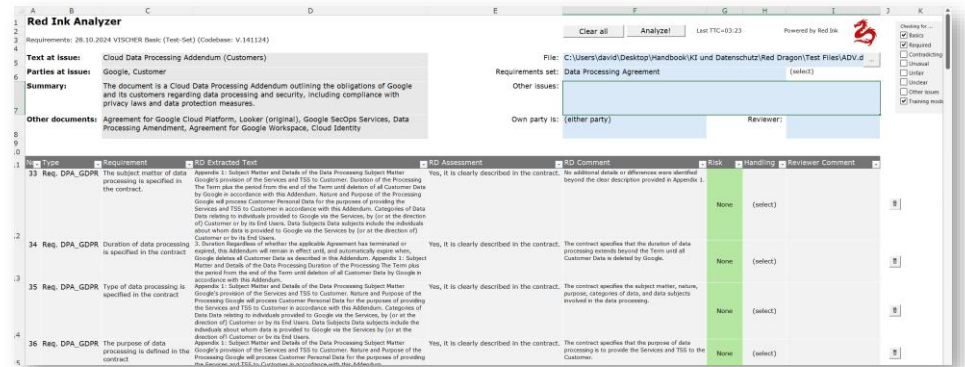 A B C D E F G H I J K
1 Red Ink Analyzer
Clear all Analyze! Last TTC=03:23 Powered by Red Ink
Checking for ...
Basics
Required
Contradicting
Unusual
Unfair
Unclear
Other issues
Training mode
3 Requirements: 28.10.2024 VISCHER Basic (Test-Set) (Codebase: V.141124)
5 Text at issue: Cloud Data Processing Addendum (Customers) File: C:\Users\david\Desktop\Handbook\KI und Datenschutz\Red Dragon\Test Files\ADV.d ...
6 Parties at issue: Google, Customer Requirements set: Data Processing Agreement (select)
Summary: The document is a Cloud Data Processing Addendum outlining the obligations of Google Other issues:
and its customers regarding data processing and security, including compliance with
7 privacy laws and data protection measures.
Other documents: Agreement for Google Cloud Platform, Looker (original), Google SecOps Services, Data Own party is: (either party) Reviewer:
8 Processing Amendment, Agreement for Google Workspace, Cloud Identity
9
10
Type Requirement RD Extracted Text RD Assessment RD Comment Risk Handling Reviewer Comment
33 Req. DPA_GDPR The subject matter of data
processing is specified in
the contract.
Appendix 1: Subject Matter and Details of the Data Processing Subject Matter
Google's provision of the Services and TSS to Customer. Duration of the Processing
The Term plus the period from the end of the Term until deletion of all Customer Data
by Google in accordance with this Addendum. Nature and Purpose of the Processing
Google will process Customer Personal Data for the purposes of providing the
Services and TSS to Customer in accordance with this Addendum. Categories of Data
Data relating to individuals provided to Google via the Services, by (or at the direction
of) Customer or by its End Users. Data Subjects Data subjects include the individuals
about whom data is provided to Google via the Services by (or at the direction of)
Customer or by its End Users.
Yes, it is clearly described in the contract.
No additional details or differences were identified
beyond the clear description provided in Appendix 1.
None (select)
34 Req. DPA_GDPR Duration of data processing
is specified in the contract
3. Duration Regardless of whether the applicable Agreement has terminated or
expired, this Addendum will remain in effect until, and automatically expire when,
Google deletes all Customer Data as described in this Addendum. Appendix 1: Subject
Matter and Details of the Data Processing Duration of the Processing The Term plus
the period from the end of the Term until deletion of all Customer Data by Google in
accordance with this Addendum.
Yes, it is clearly described in the contract.
The contract specifies that the duration of data
processing extends beyond the Term until all
Customer Data is deleted by Google.
None (select)
35 Req. DPA_GDPR Type of data processing is
specified in the contract
Appendix 1: Subject Matter and Details of the Data Processing Subject Matter
Google's provision of the Services and TSS to Customer. Nature and Purpose of the
Processing Google will process Customer Personal Data for the purposes of providing
the Services and TSS to Customer in accordance with this Addendum. Categories of
Data Data relating to individuals provided to Google via the Services, by (or at the
direction of) Customer or by its End Users. Data Subjects Data subjects include the
individuals about whom data is provided to Google via the Services by (or at the
direction of) Customer or by its End Users.
Yes, it is clearly described in the contract.
The contract specifies the subject matter, nature,
purpose, categories of data, and data subjects
involved in the data processing.
None (select)
36 Req. DPA_GDPR The purpose of data
processing is defined in the
contract
Appendix 1: Subject Matter and Details of the Data Processing Subject Matter
Google's provision of the Services and TSS to Customer. Nature and Purpose of the
Processing Google will process Customer Personal Data for the purposes of providing
the Services and TSS to Customer in accordance with this Addendum.
Yes, it is clearly described in the contract.
The contract specifies that the purpose of data
processing is to provide the Services and TSS to the
Customer.
None (select)